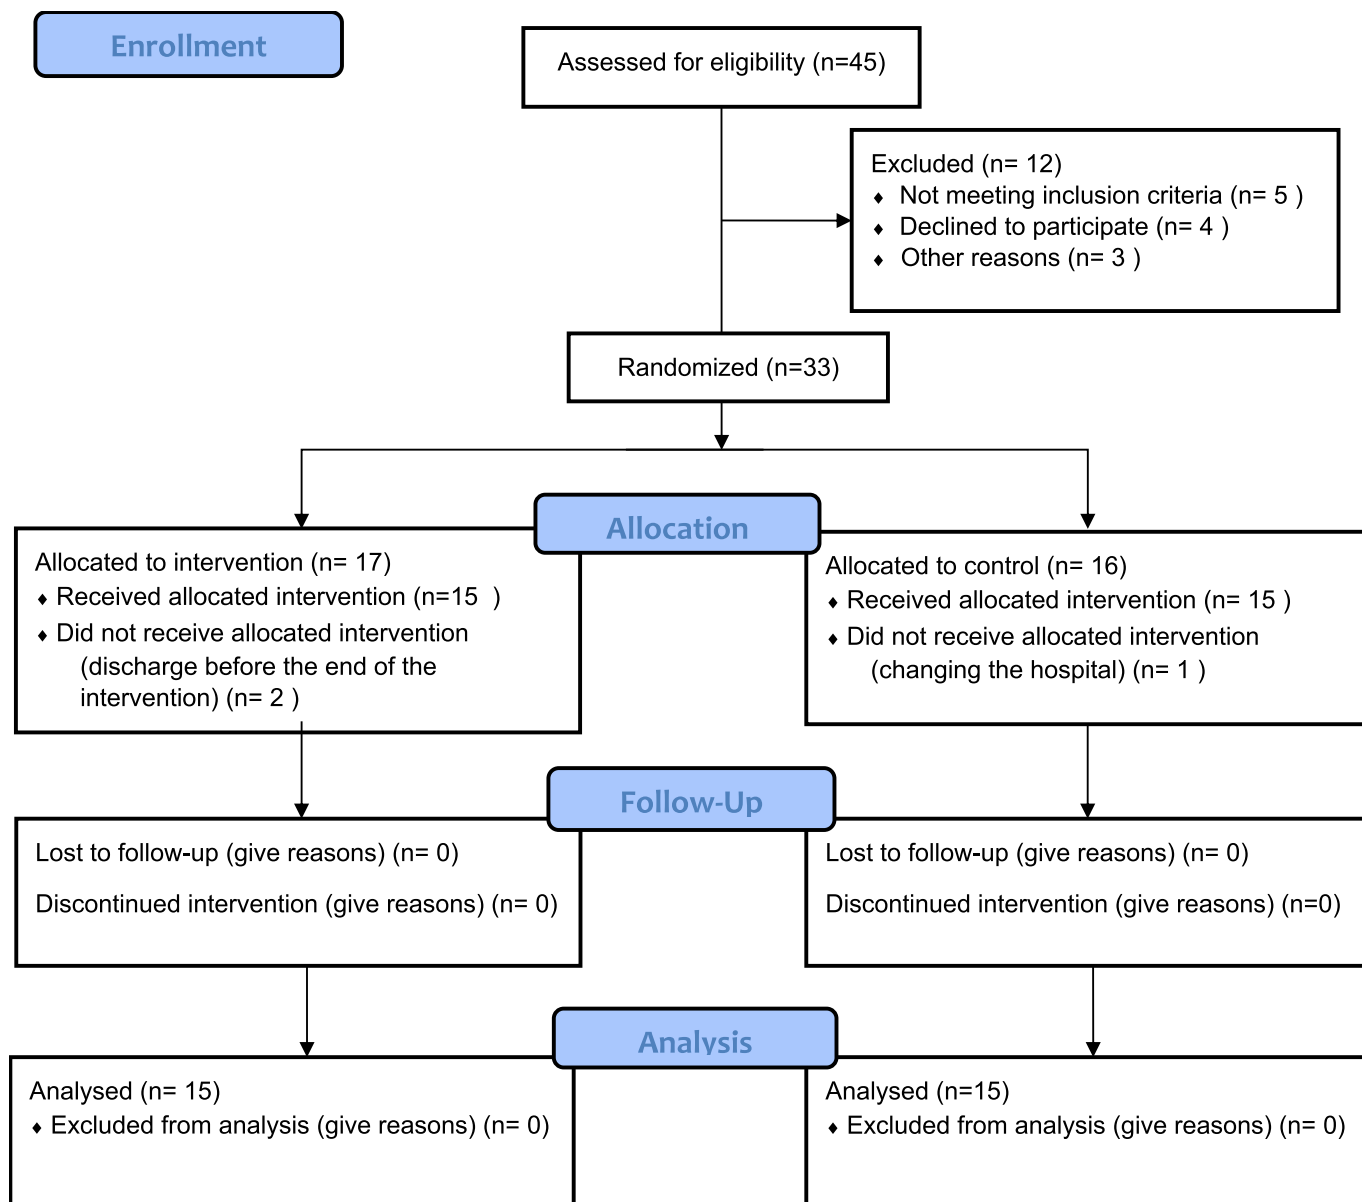 Enrollment
Assessed for eligibility (n=45)
Excluded (n= 12)
♦ Not meeting inclusion criteria (n= 5 )
♦ Declined to participate (n= 4 )
♦ Other reasons (n= 3 )
Randomized (n=33)
Allocation
Allocated to intervention (n= 17)
♦ Received allocated intervention (n=15 )
♦ Did not receive allocated intervention
(discharge before the end of the
intervention) (n= 2 )
Allocated to control (n= 16)
♦ Received allocated intervention (n= 15 )
♦ Did not receive allocated intervention
(changing the hospital) (n= 1 )
Follow-Up
Lost to follow-up (give reasons) (n= 0)
Discontinued intervention (give reasons) (n= 0)
Lost to follow-up (give reasons) (n= 0)
Discontinued intervention (give reasons) (n=0)
Analysis
Analysed (n= 15)
♦ Excluded from analysis (give reasons) (n= 0)
Analysed (n=15)
♦ Excluded from analysis (give reasons) (n= 0)